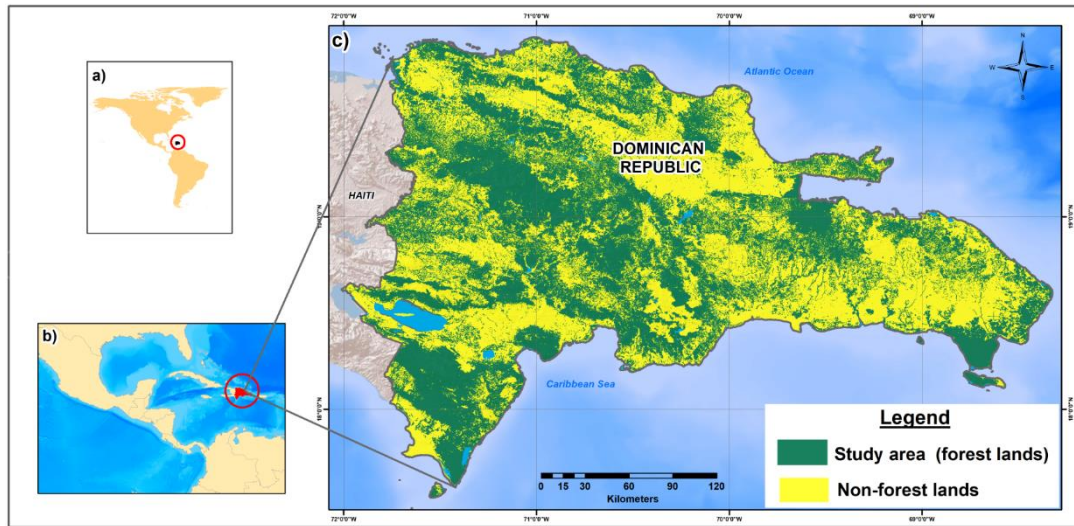 72°0'0"W
71°0'0"W
70°0'0"W
69°0'0"W
c)
Atlantic Ocean
N
W
E
S
a)
DOMINICAN
REPUBLIC
HAITI
b)
Caribbean Sea
Legend
Study area (forest lands)
Non-forest lands
0 15 30 60 90 120
Kilometers
72°0'0"W
71°0'0"W
70°0'0"W
69°0'0"W